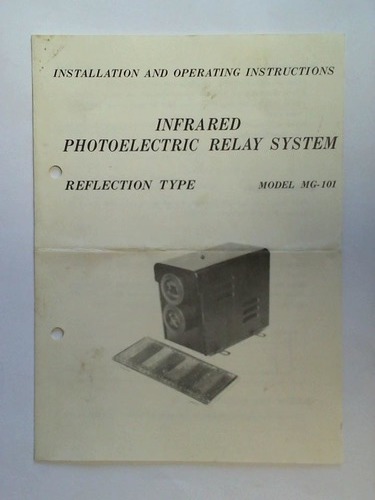 INSTALLATION AND OPERATING INSTRUCTIONS
INFRARED
PHOTOELECTRIC RELAY SYSTEM
REFLECTION TYPE MODEL MG-101